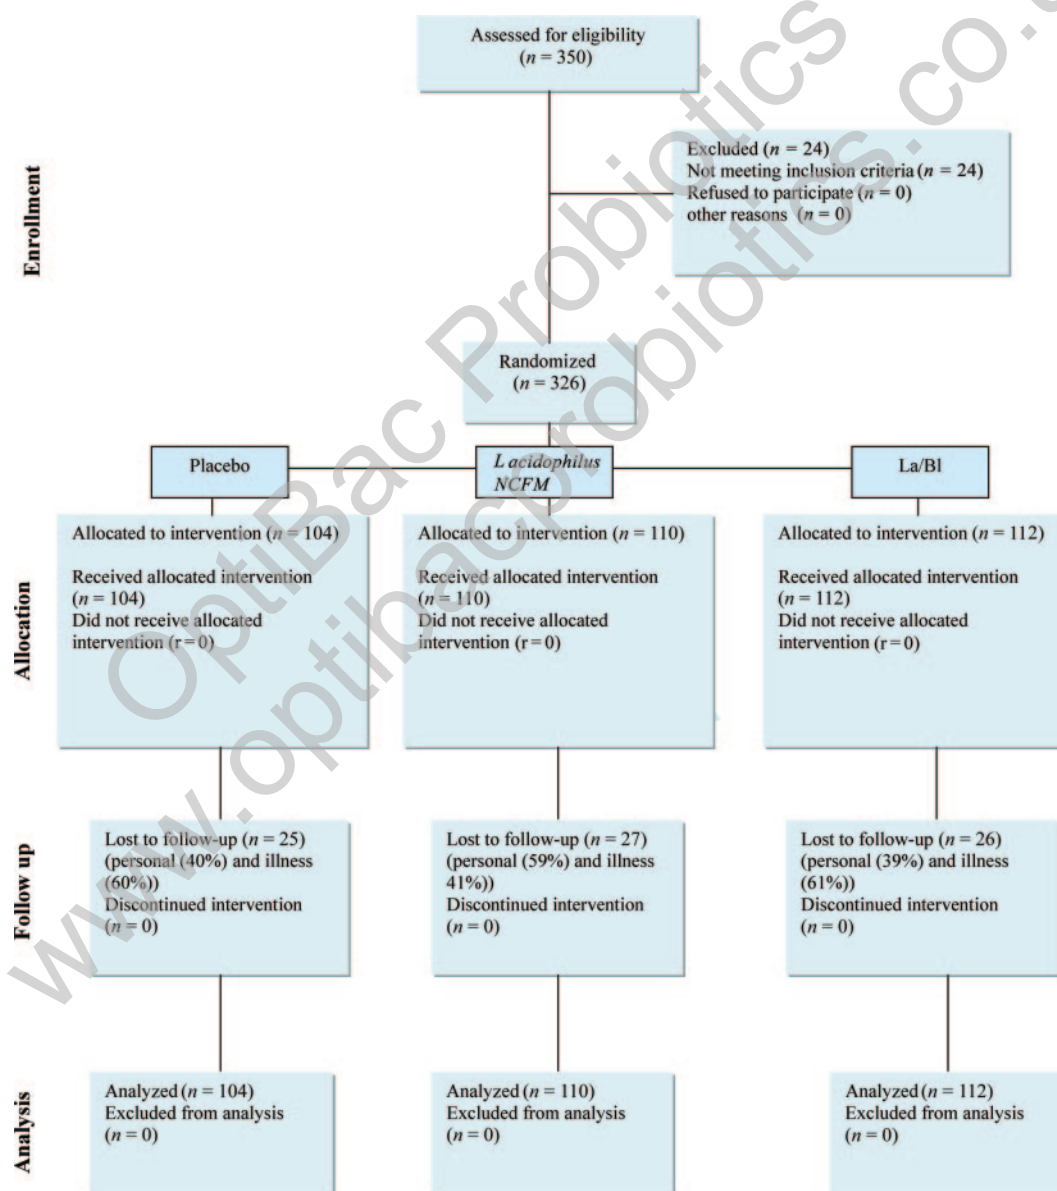 Assessed for eligibility
(n = 350)
Enrollment
Excluded (n = 24)
Not meeting inclusion criteria (n = 24)
Refused to participate (n = 0)
other reasons (n = 0)
Randomized
(n = 326)
Placebo
L acidophilus
NCFM
La/Bl
Allocation
Allocated to intervention (n = 104)
Received allocated intervention
(n = 104)
Did not receive allocated
intervention (r = 0)
Allocated to intervention (n = 110)
Received allocated intervention
(n = 110)
Did not receive allocated
intervention (r = 0)
Allocated to intervention (n = 112)
Received allocated intervention
(n = 112)
Did not receive allocated
intervention (r = 0)
Follow up
Lost to follow-up (n = 25)
(personal (40%) and illness
(60%))
Discontinued intervention
(n = 0)
Lost to follow-up (n = 27)
(personal (59%) and illness
41%))
Discontinued intervention
(n = 0)
Lost to follow-up (n = 26)
(personal (39%) and illness
(61%))
Discontinued intervention
(n = 0)
Analysis
Analyzed (n = 104)
Excluded from analysis
(n = 0)
Analyzed (n = 110)
Excluded from analysis
(n = 0)
Analyzed (n = 112)
Excluded from analysis
(n = 0)
OptiBac Probiotics
www.optibacprobiotics.co.